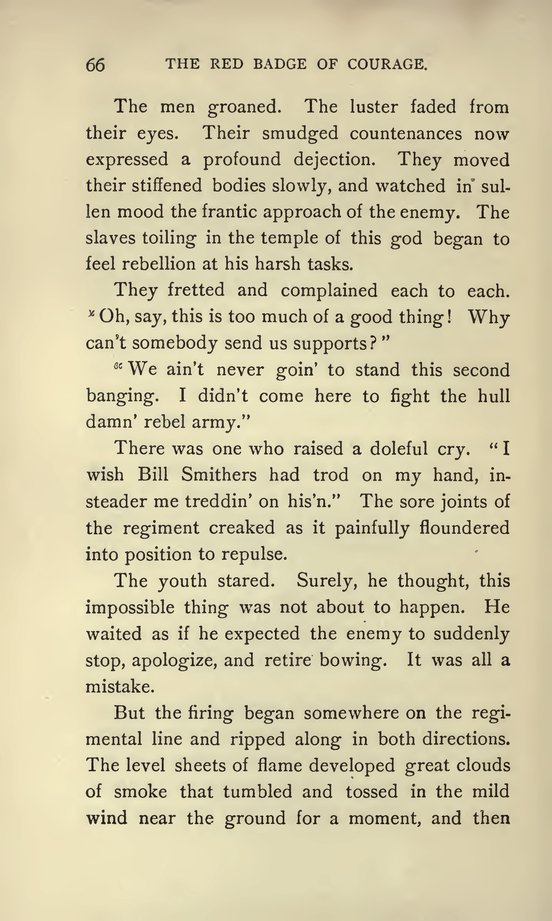 66 THE RED BADGE OF COURAGE.
The men groaned. The luster faded from
their eyes. Their smudged countenances now
expressed a profound dejection. They moved
their stiffened bodies slowly, and watched in sul-
len mood the frantic approach of the enemy. The
slaves toiling in the temple of this god began to
feel rebellion at his harsh tasks.
They fretted and complained each to each.
“Oh, say, this is too much of a good thing! Why
can't somebody send us supports?”
“We ain't never goin' to stand this second
banging. I didn't come here to fight the hull
damn' rebel army.”
There was one who raised a doleful cry. “I
wish Bill Smithers had trod on my hand, in-
steader me treddin' on his'n.” The sore joints of
the regiment creaked as it painfully floundered
into position to repulse.
The youth stared. Surely, he thought, this
impossible thing was not about to happen. He
waited as if he expected the enemy to suddenly
stop, apologize, and retire bowing. It was all a
mistake.
But the firing began somewhere on the regi-
mental line and ripped along in both directions.
The level sheets of flame developed great clouds
of smoke that tumbled and tossed in the mild
wind near the ground for a moment, and then